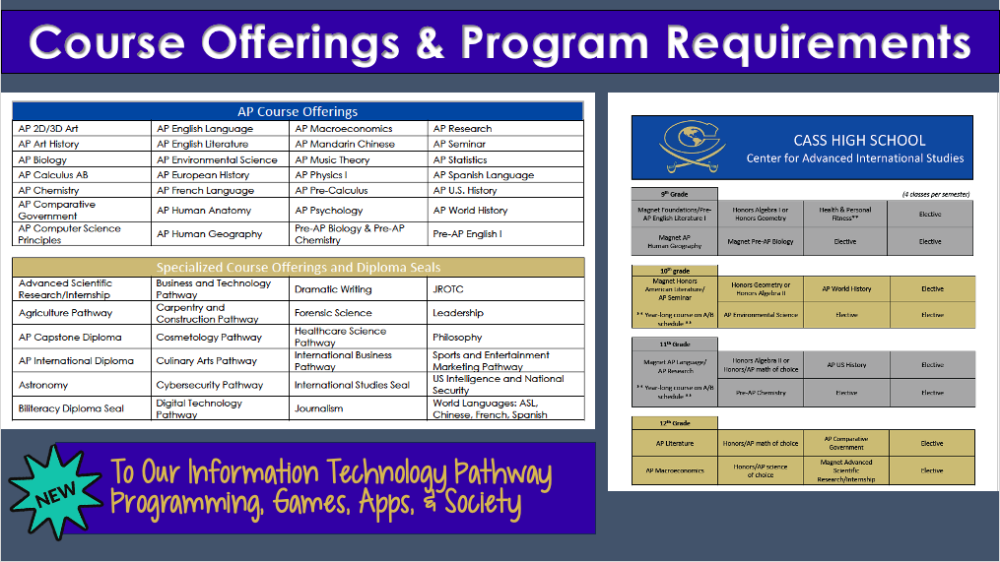 Course Offerings & Program Requirements
AP Course Offerings
AP 2D/3D Art AP English Language AP Macroeconomics AP Research
AP Art History AP English Literature AP Mandarin Chinese AP Seminar
AP Biology AP Environmental Science AP Music Theory AP Statistics
AP Calculus AB AP European History AP Physics I AP Spanish Language
AP Chemistry AP French Language AP Pre-Calculus AP U.S. History
AP Comparative
Government AP Human Anatomy AP Psychology AP World History
AP Computer Science
Principles AP Human Geography Pre-AP Biology & Pre-AP
Chemistry Pre-AP English I
Specialized Course Offerings and Diploma Seals
Advanced Scientific
Research/Internship Business and Technology
Pathway Dramatic Writing JROTC
Agriculture Pathway Carpentry and
Construction Pathway Forensic Science Leadership
AP Capstone Diploma Cosmetology Pathway Healthcare Science
Pathway Philosophy
AP International Diploma Culinary Arts Pathway International Business
Pathway Sports and Entertainment
Marketing Pathway
Astronomy Cybersecurity Pathway International Studies Seal US Intelligence and National
Security
Biliteracy Diploma Seal Digital Technology
Pathway Journalism World Languages: ASL,
Chinese, French, Spanish
NEW
To Our Information Technology Pathway
Programming, Games, Apps, & Society
CASS HIGH SCHOOL
Center for Advanced International Studies
9th Grade (4 classes per semester)
Magnet Foundations/Pre-
AP English Literature I Honors Algebra I or
Honors Geometry Health & Personal
Fitness** Elective
Magnet AP
Human Girography Magnet Pre-AP Biology Elective Elective
10th grade
Magnet Honors
American Literature/
AP Seminar Honors Geometry or
Honors Algebra II AP World History Elective
** Year-long course on A/B
schedule ** AP Environmental Science Elective Elective
11th Grade
Magnet AP Language/
AP Research Honors Algebra II or
Honors/AP math of choice AP US History Elective
** Year-long course on A/B
schedule ** Pre-AP Chemistry Elective Elective
12th Grade
AP Literature Honors/AP math of choice AP Comparative
Government Elective
AP Macroeconomics Honors/AP science
of choice Magnet Advanced
Scientific
Research/Internship Elective